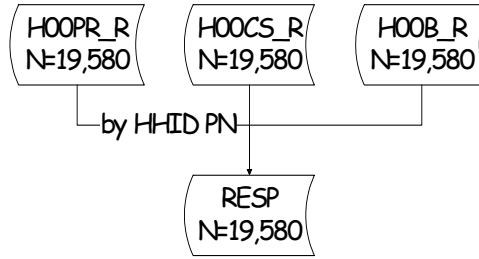 H00PR_R
N=19,580
H00CS_R
N=19,580
H00B_R
N=19,580
by HHID PN
RESP
N=19,580